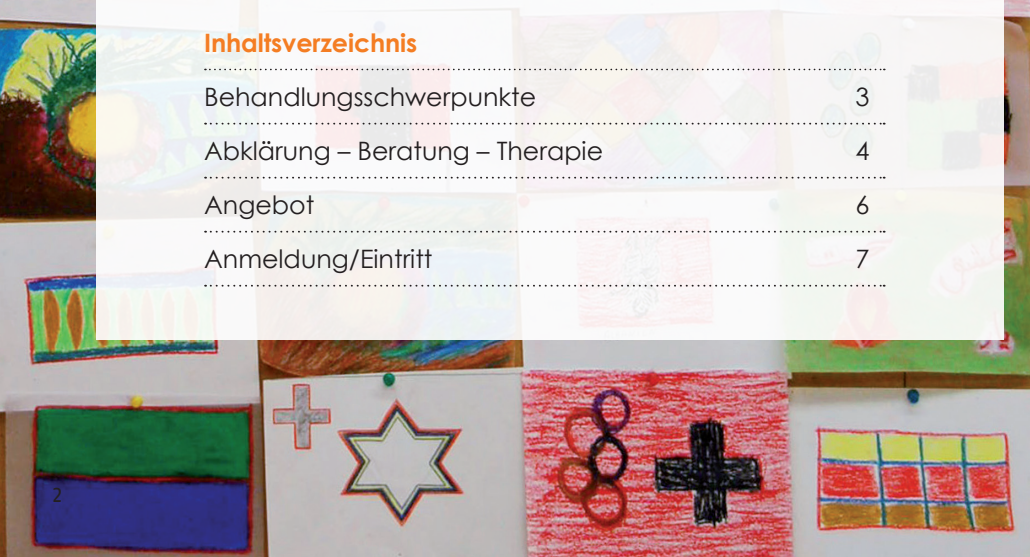 Inhaltsverzeichnis
Behandlungsschwerpunkte 3
Abklärung – Beratung – Therapie 4
Angebot 6
Anmeldung/Eintritt 7
2